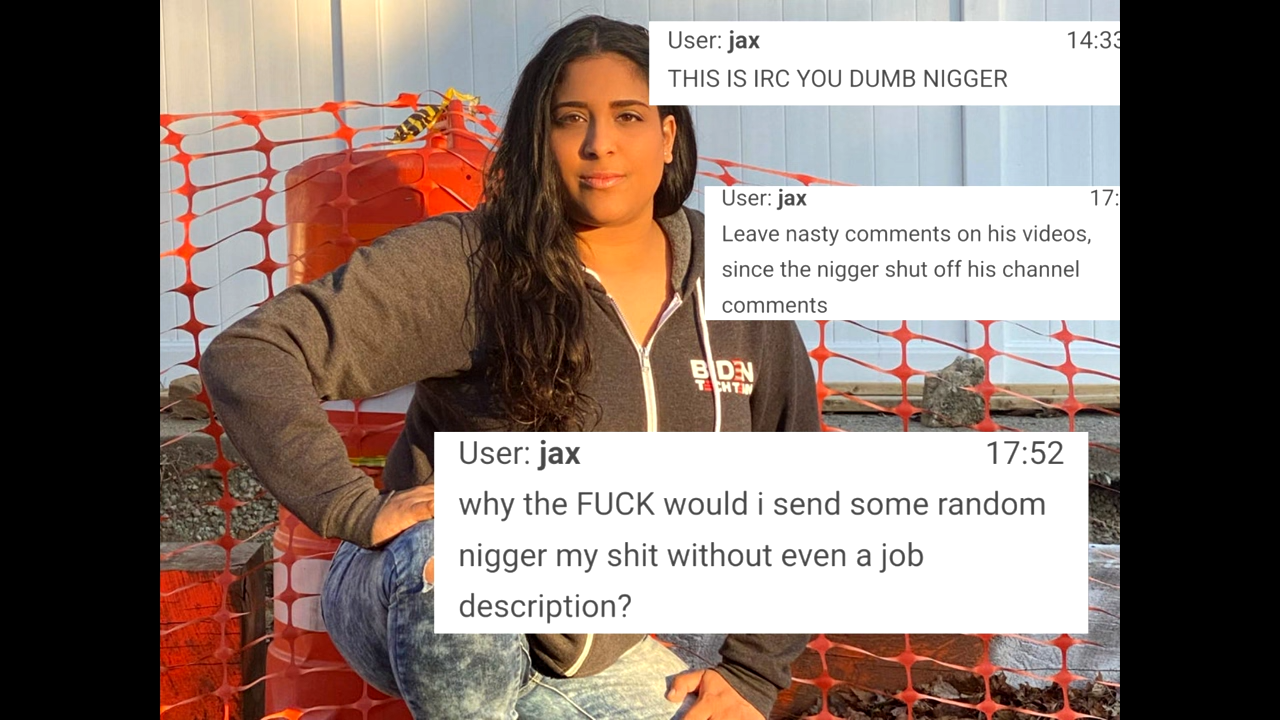 User: jax 14:33
THIS IS IRC YOU DUMB NIGGER
User: jax 17:
Leave nasty comments on his videos,
since the nigger shut off his channel
comments
BIDEN
TECH TEAM
User: jax 17:52
why the FUCK would i send some random
nigger my shit without even a job
description?